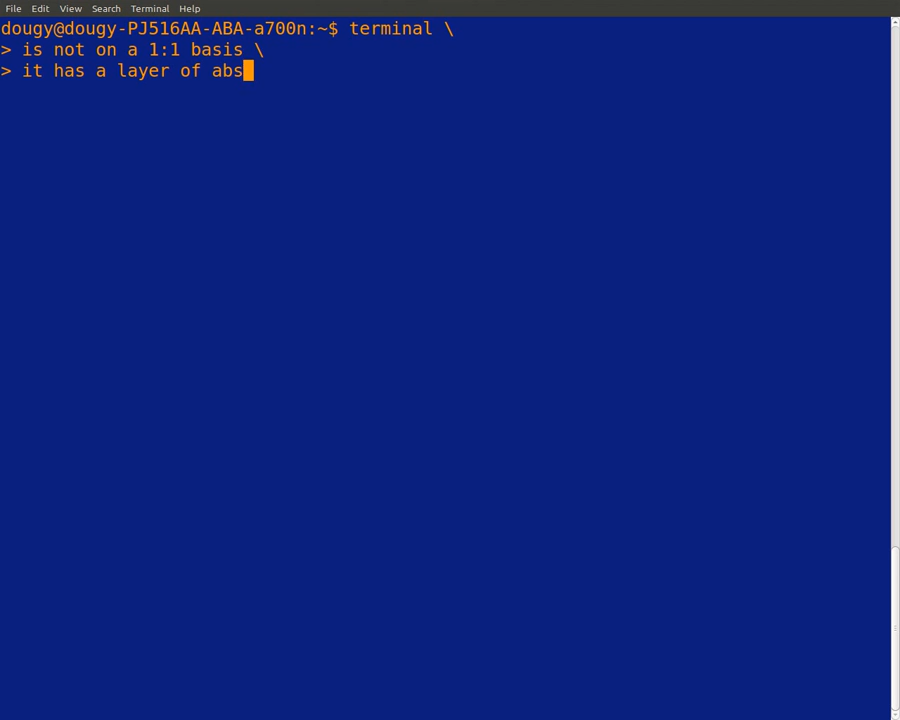 File Edit View Search Terminal Help
dougy@dougy-PJ516AA-ABA-a700n:~$ terminal \
> is not on a 1:1 basis \
> it has a layer of abs